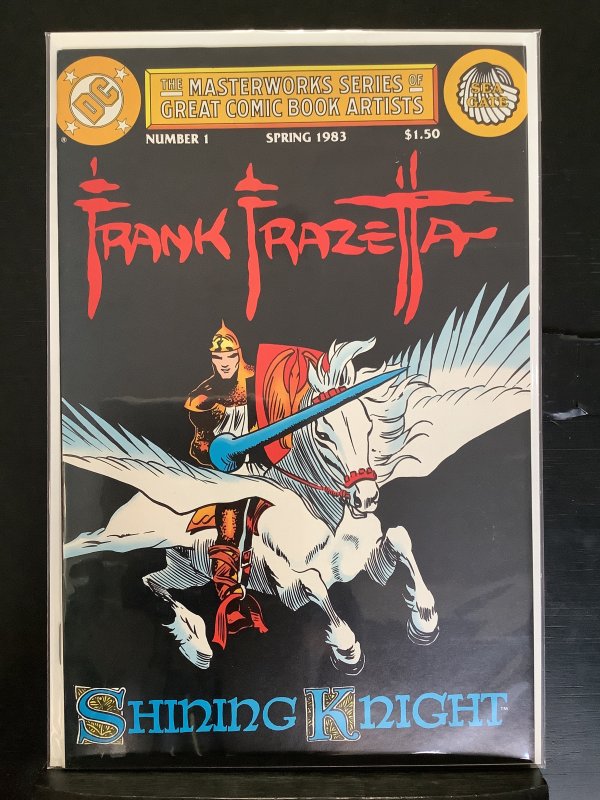 DC
THE MASTERWORKS SERIES OF
GREAT COMIC BOOK ARTISTS
SEA
GATE
®
NUMBER 1 SPRING 1983 $1.50
FRANK FRAZETTA
SHINING KNIGHT™